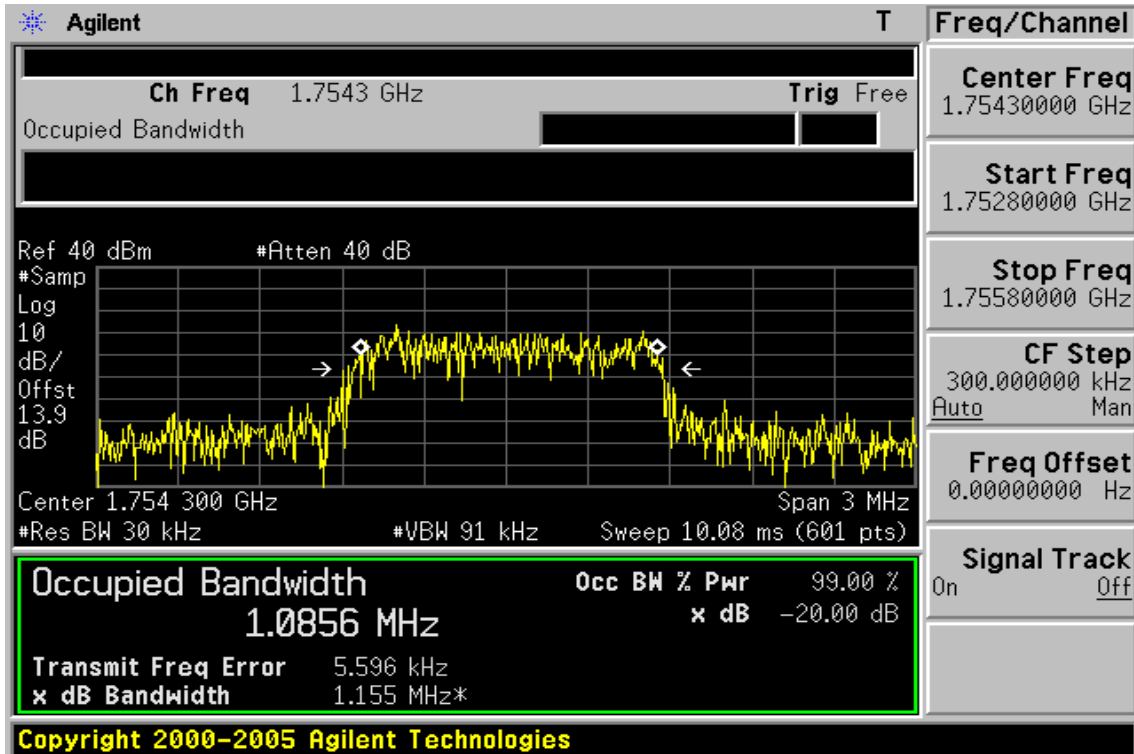 Agilent T
Ch Freq 1.7543 GHz Trig Free
Occupied Bandwidth
Ref 40 dBm #Atten 40 dB
#Samp
Log
10
dB/
Offst
13.9
dB
Center 1.754 300 GHz Span 3 MHz
#Res BW 30 kHz #VBW 91 kHz Sweep 10.08 ms (601 pts)
Occupied Bandwidth
1.0856 MHz
Occ BW % Pwr 99.00 %
x dB -20.00 dB
Transmit Freq Error 5.596 kHz
x dB Bandwidth 1.155 MHz*
Copyright 2000-2005 Agilent Technologies
Freq/Channel
Center Freq
1.75430000 GHz
Start Freq
1.75280000 GHz
Stop Freq
1.75580000 GHz
CF Step
300.000000 kHz
Auto Man
Freq Offset
0.00000000 Hz
Signal Track
On Off